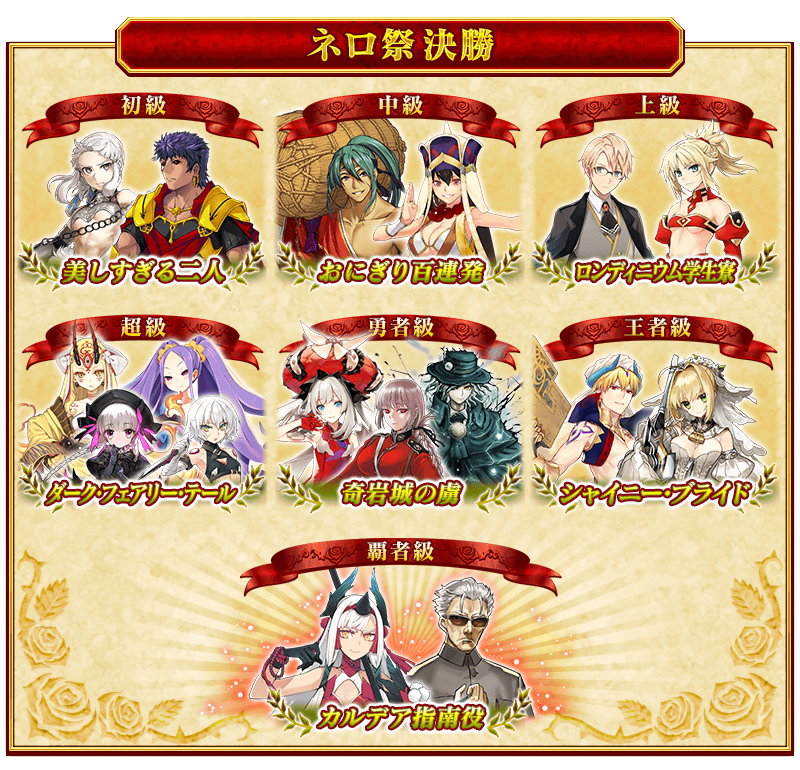 ネロ祭 決勝
初級
美しすぎる二人
中級
おにぎり百連発
上級
ロンディニウム学生寮
超級
ダーク・フェアリー・テール
勇者級
奇岩城の虜
王者級
シャイニー・ブライド
覇者級
カルデア指南役